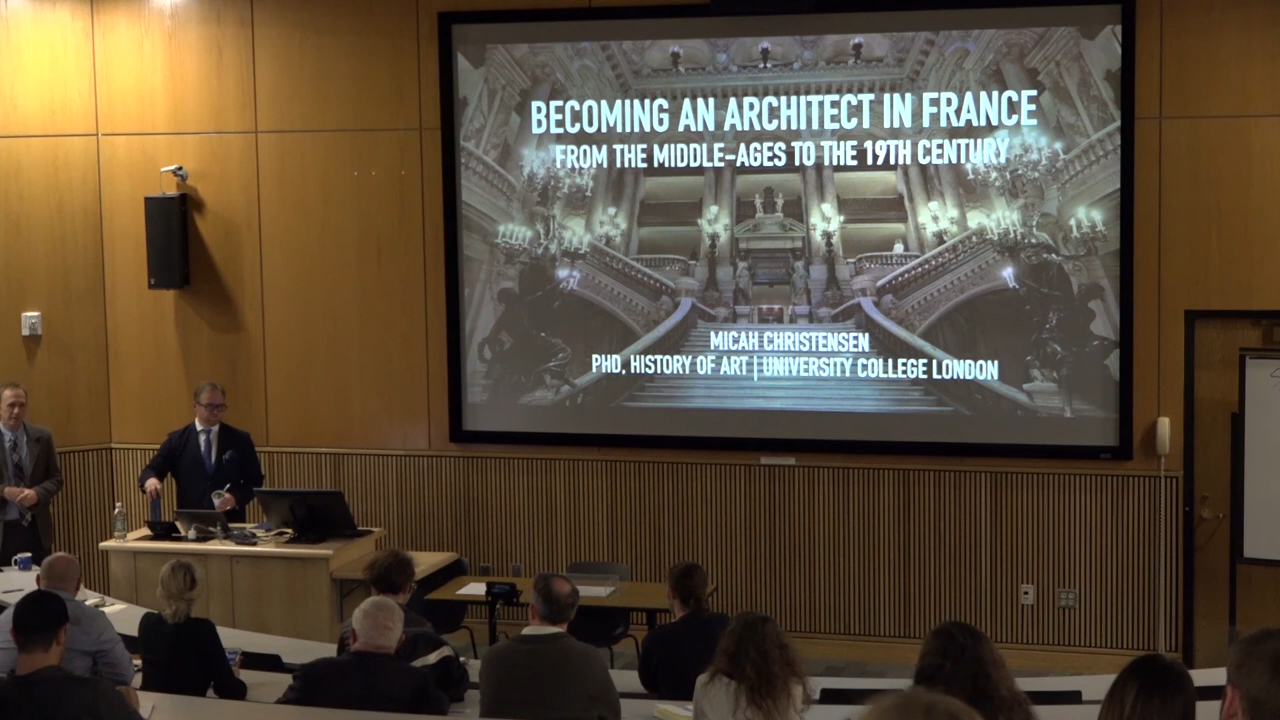 BECOMING AN ARCHITECT IN FRANCE
FROM THE MIDDLE-AGES TO THE 19TH CENTURY
MICAH CHRISTENSEN
PHD, HISTORY OF ART | UNIVERSITY COLLEGE LONDON